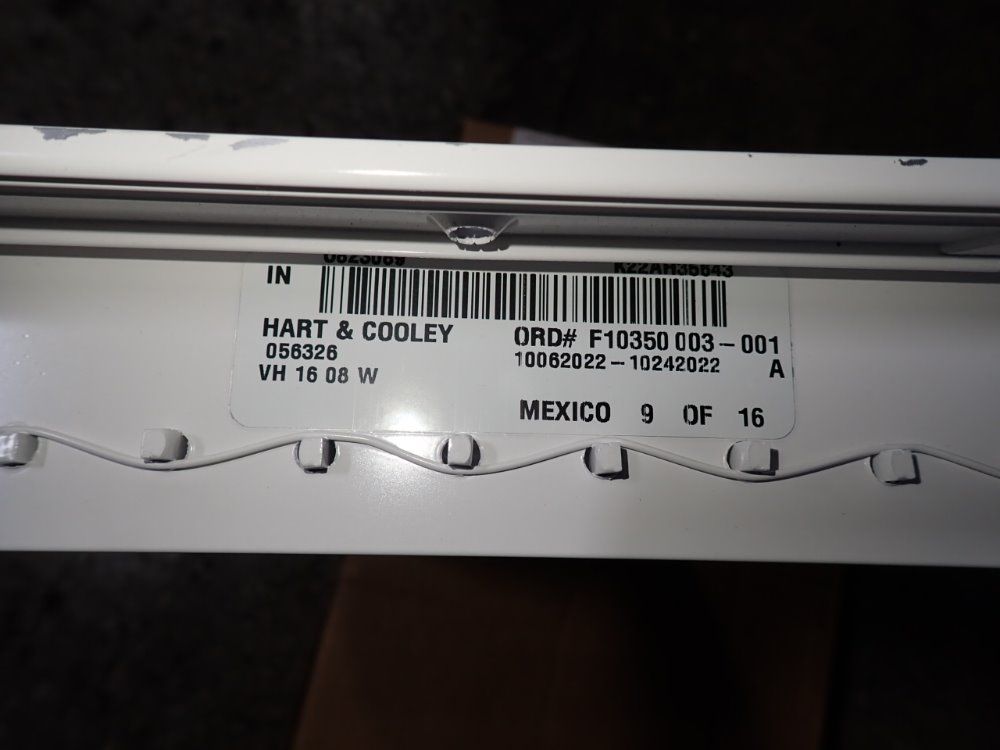 IN
HART & COOLEY ORD# F10350 003-001
056326 10062022-10242022 A
VH 16 08 W
MEXICO 9 OF 16